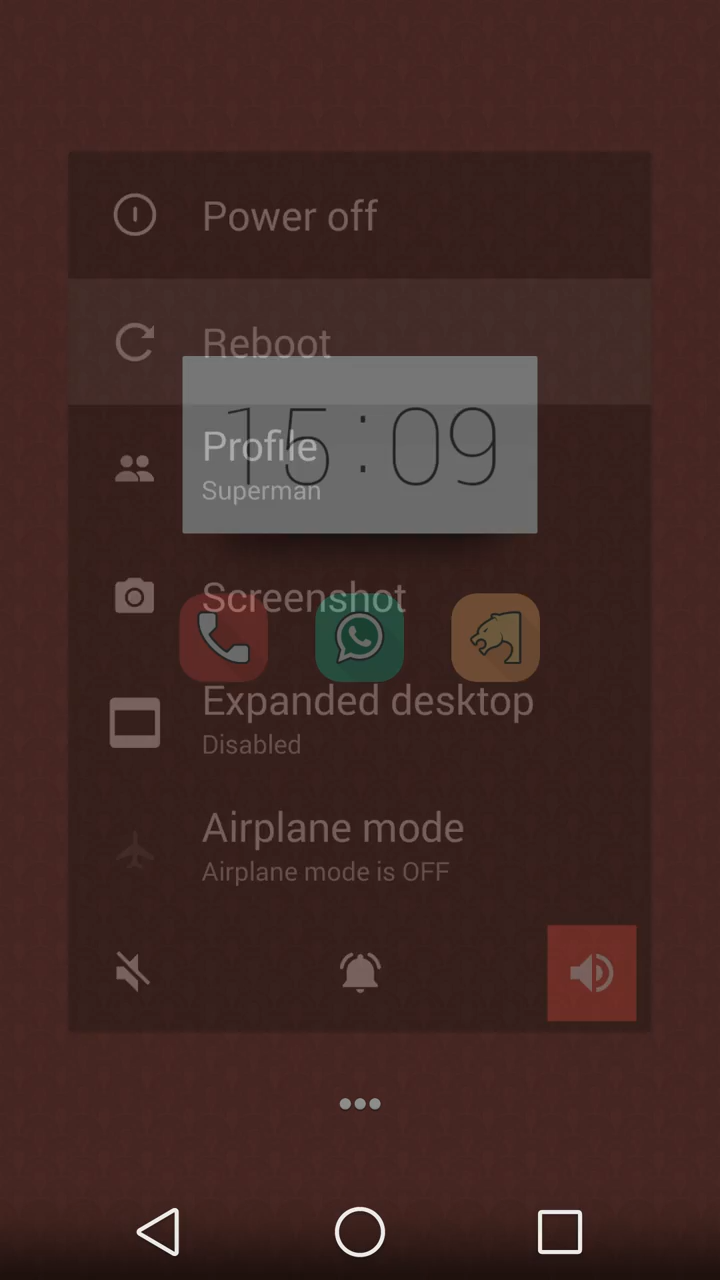 Power off
Reboot
15:09
Profile
Superman
Screenshot
Expanded desktop
Disabled
Airplane mode
Airplane mode is OFF